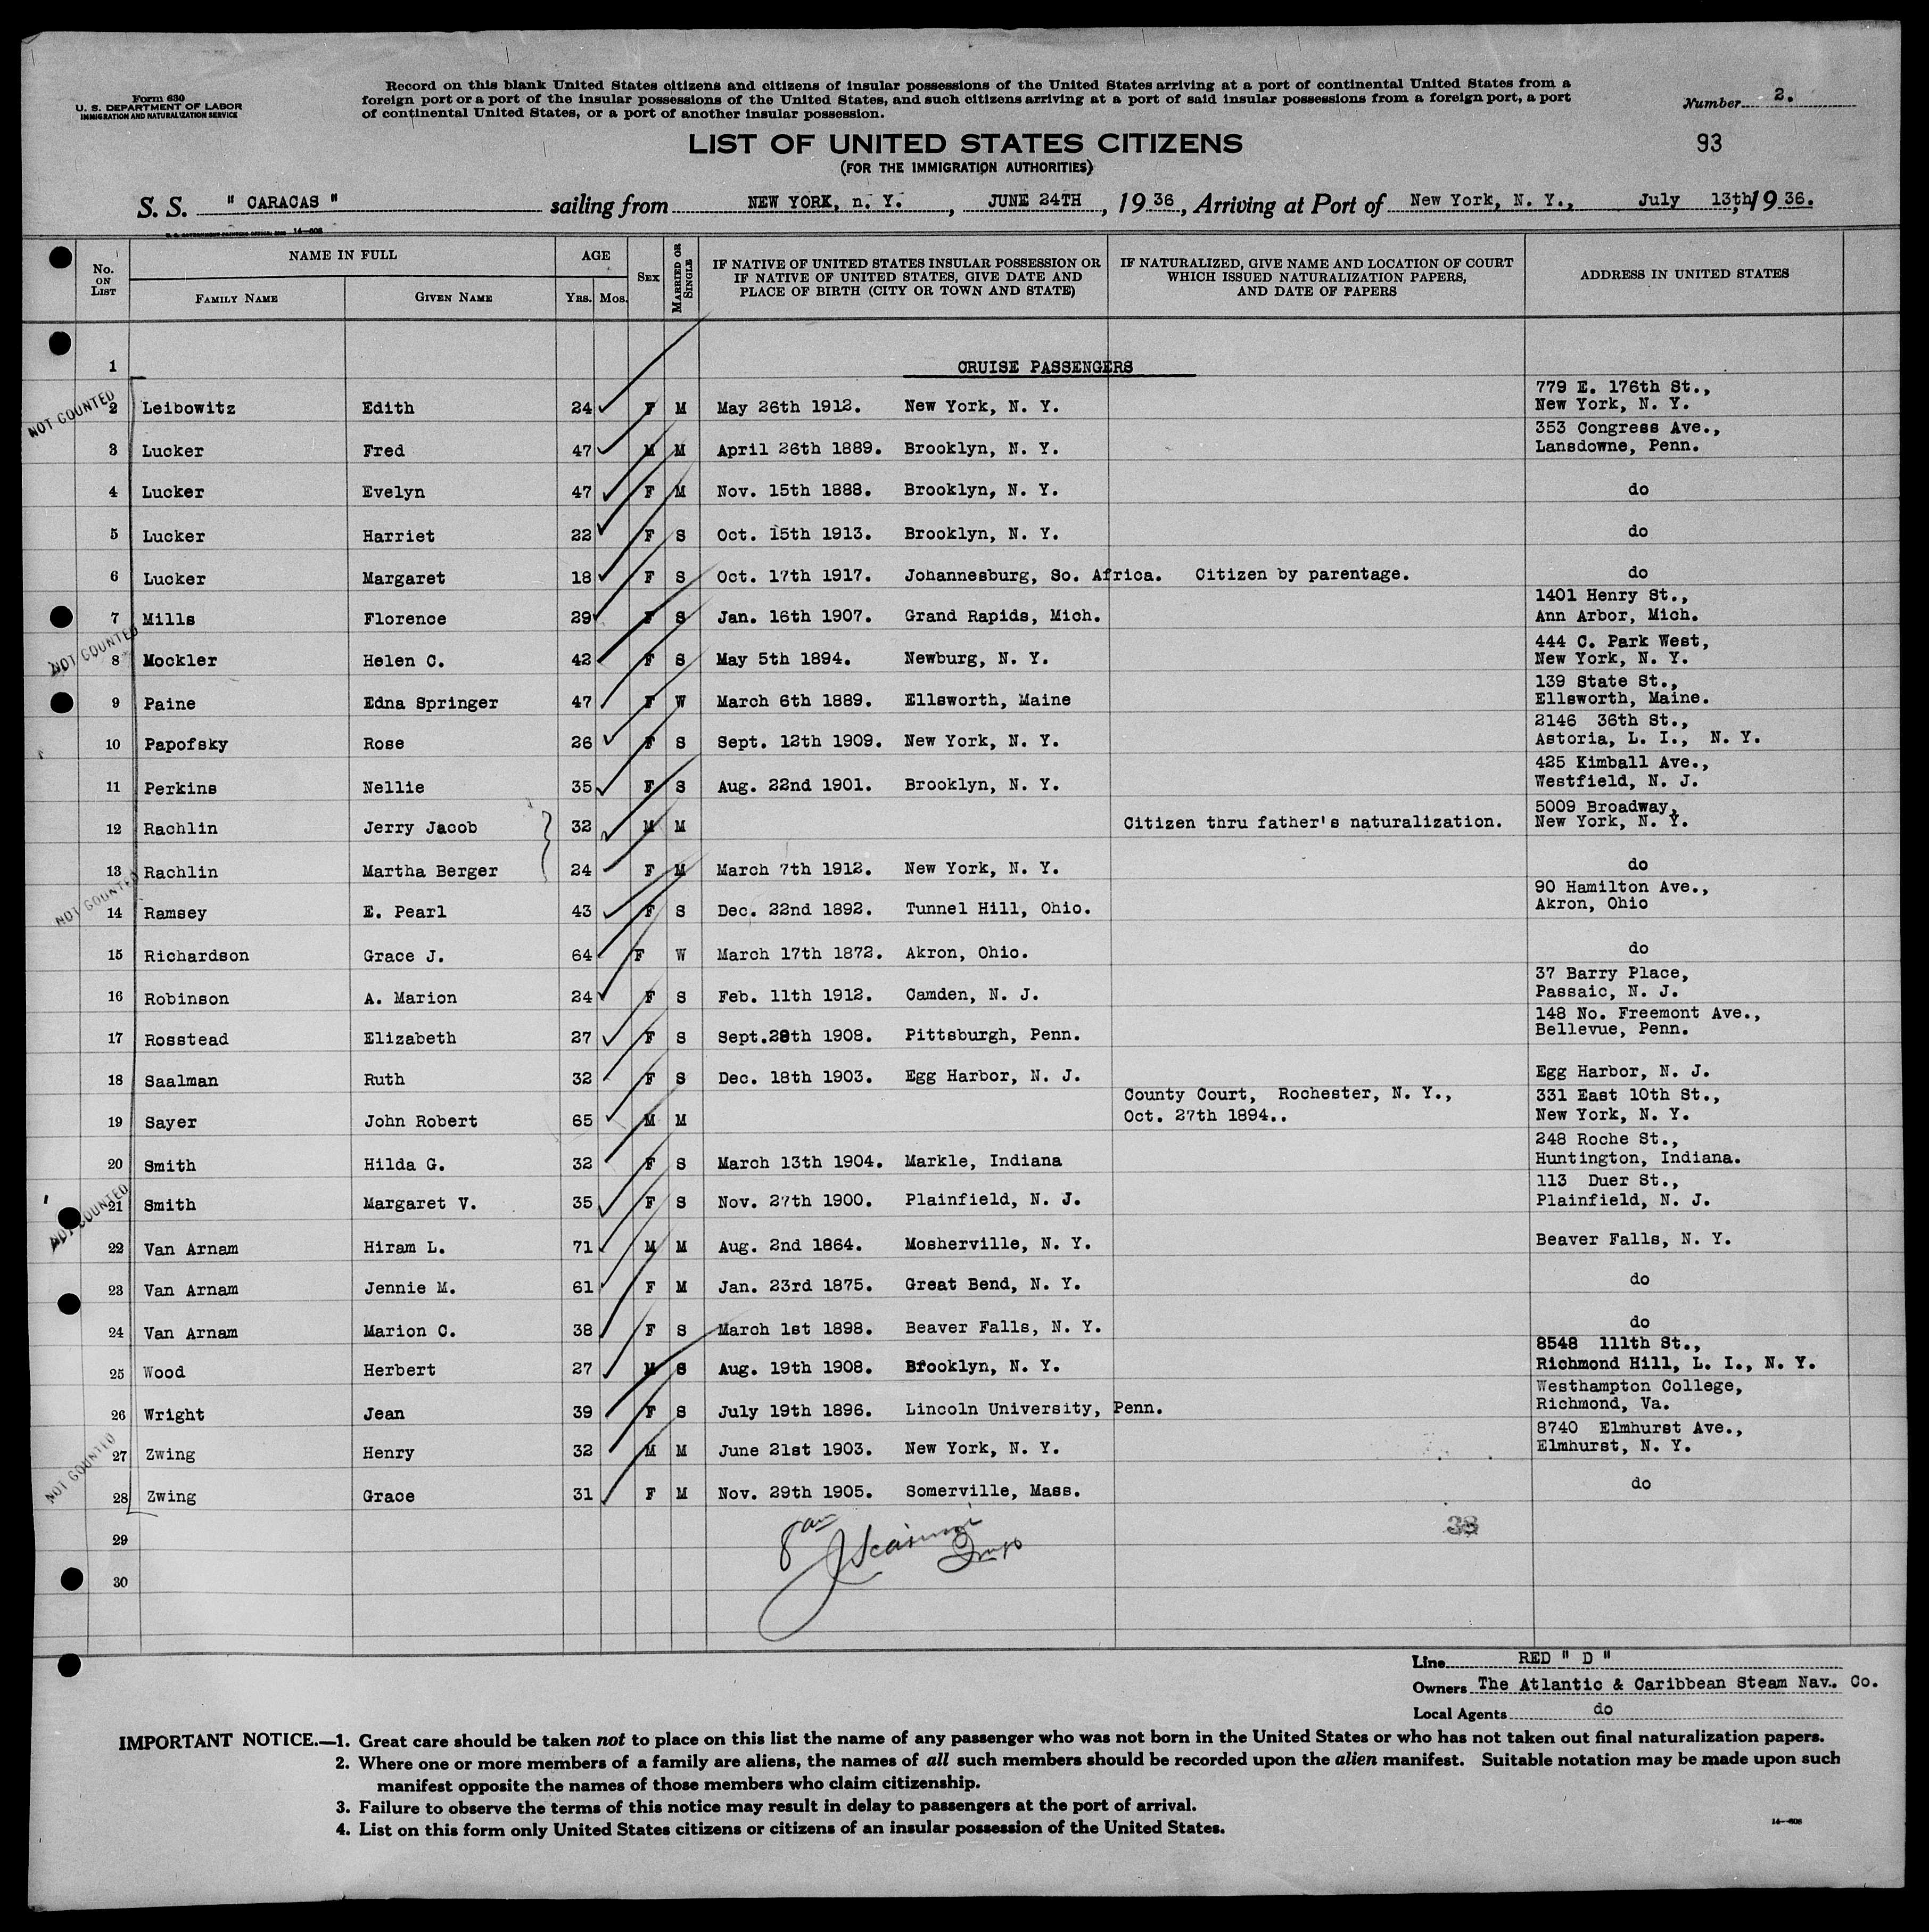 Form 630
U. S. DEPARTMENT OF LABOR
IMMIGRATION AND NATURALIZATION SERVICE
Record on this blank United States citizens and citizens of insular possessions of the United States arriving at a port of continental United States from a
foreign port or a port of the insular possessions of the United States, and such citizens arriving at a port of said insular possessions from a foreign port, a port
of continental United States, or a port of another insular possession.
Number 2.
LIST OF UNITED STATES CITIZENS
(FOR THE IMMIGRATION AUTHORITIES)
93
S. S. " CARACAS " sailing from NEW YORK, n. Y. , JUNE 24TH , 19 36 , Arriving at Port of New York, N. Y., July 13th, 19 36.
No. ON LIST
NAME IN FULL
FAMILY NAME
GIVEN NAME
AGE
YRS. MOS.
SEX
MARRIED OR SINGLE
IF NATIVE OF UNITED STATES INSULAR POSSESSION OR
IF NATIVE OF UNITED STATES, GIVE DATE AND
PLACE OF BIRTH (CITY OR TOWN AND STATE)
IF NATURALIZED, GIVE NAME AND LOCATION OF COURT
WHICH ISSUED NATURALIZATION PAPERS,
AND DATE OF PAPERS
ADDRESS IN UNITED STATES
1 CRUISE PASSENGERS
NOT COUNTED
779 E. 176th St.,
2 Leibowitz Edith 24 F M May 26th 1912. New York, N. Y. New York, N. Y.
353 Congress Ave.,
3 Lucker Fred 47 M M April 26th 1889. Brooklyn, N. Y. Lansdowne, Penn.
4 Lucker Evelyn 47 F M Nov. 15th 1888. Brooklyn, N. Y. do
5 Lucker Harriet 22 F S Oct. 15th 1913. Brooklyn, N. Y. do
6 Lucker Margaret 18 F S Oct. 17th 1917. Johannesburg, So. Africa. Citizen by parentage. do
1401 Henry St.,
7 Mills Florence 29 F S Jan. 16th 1907. Grand Rapids, Mich. Ann Arbor, Mich.
NOT COUNTED
444 C. Park West,
8 Mockler Helen C. 42 F S May 5th 1894. Newburg, N. Y. New York, N. Y.
139 State St.,
9 Paine Edna Springer 47 F W March 6th 1889. Ellsworth, Maine Ellsworth, Maine.
2146 36th St.,
10 Papofsky Rose 26 F S Sept. 12th 1909. New York, N. Y. Astoria, L. I., N. Y.
425 Kimball Ave.,
11 Perkins Nellie 35 F S Aug. 22nd 1901. Brooklyn, N. Y. Westfield, N. J.
5009 Broadway,
12 Rachlin Jerry Jacob 32 M M Citizen thru father's naturalization. New York, N. Y.
13 Rachlin Martha Berger 24 F M March 7th 1912. New York, N. Y. do
NOT COUNTED
90 Hamilton Ave.,
14 Ramsey E. Pearl 43 F S Dec. 22nd 1892. Tunnel Hill, Ohio. Akron, Ohio
15 Richardson Grace J. 64 F W March 17th 1872. Akron, Ohio. do
37 Barry Place,
16 Robinson A. Marion 24 F S Feb. 11th 1912. Camden, N. J. Passaic, N. J.
148 No. Freemont Ave.,
17 Rosstead Elizabeth 27 F S Sept.28th 1908. Pittsburgh, Penn. Bellevue, Penn.
18 Saalman Ruth 32 F S Dec. 18th 1903. Egg Harbor, N. J. Egg Harbor, N. J.
County Court, Rochester, N. Y., 331 East 10th St.,
19 Sayer John Robert 65 M M Oct. 27th 1894.. New York, N. Y.
248 Roche St.,
20 Smith Hilda G. 32 F S March 13th 1904. Markle, Indiana Huntington, Indiana.
113 Duer St.,
NOT COUNTED
21 Smith Margaret V. 35 F S Nov. 27th 1900. Plainfield, N. J. Plainfield, N. J.
22 Van Arnam Hiram L. 71 M M Aug. 2nd 1864. Mosherville, N. Y. Beaver Falls, N. Y.
23 Van Arnam Jennie M. 61 F M Jan. 23rd 1875. Great Bend, N. Y. do
24 Van Arnam Marion C. 38 F S March 1st 1898. Beaver Falls, N. Y. do
8548 111th St.,
25 Wood Herbert 27 M S Aug. 19th 1908. Brooklyn, N. Y. Richmond Hill, L. I., N. Y.
Westhampton College,
26 Wright Jean 39 F S July 19th 1896. Lincoln University, Penn. Richmond, Va.
8740 Elmhurst Ave.,
27 Zwing Henry 32 M M June 21st 1903. New York, N. Y. Elmhurst, N. Y.
NOT COUNTED
28 Zwing Grace 31 F M Nov. 29th 1905. Somerville, Mass. do
29
30
Line RED " D "
Owners The Atlantic & Caribbean Steam Nav. Co.
Local Agents do
IMPORTANT NOTICE.—1. Great care should be taken not to place on this list the name of any passenger who was not born in the United States or who has not taken out final naturalization papers.
2. Where one or more members of a family are aliens, the names of all such members should be recorded upon the alien manifest. Suitable notation may be made upon such
manifest opposite the names of those members who claim citizenship.
3. Failure to observe the terms of this notice may result in delay to passengers at the port of arrival.
4. List on this form only United States citizens or citizens of an insular possession of the United States.